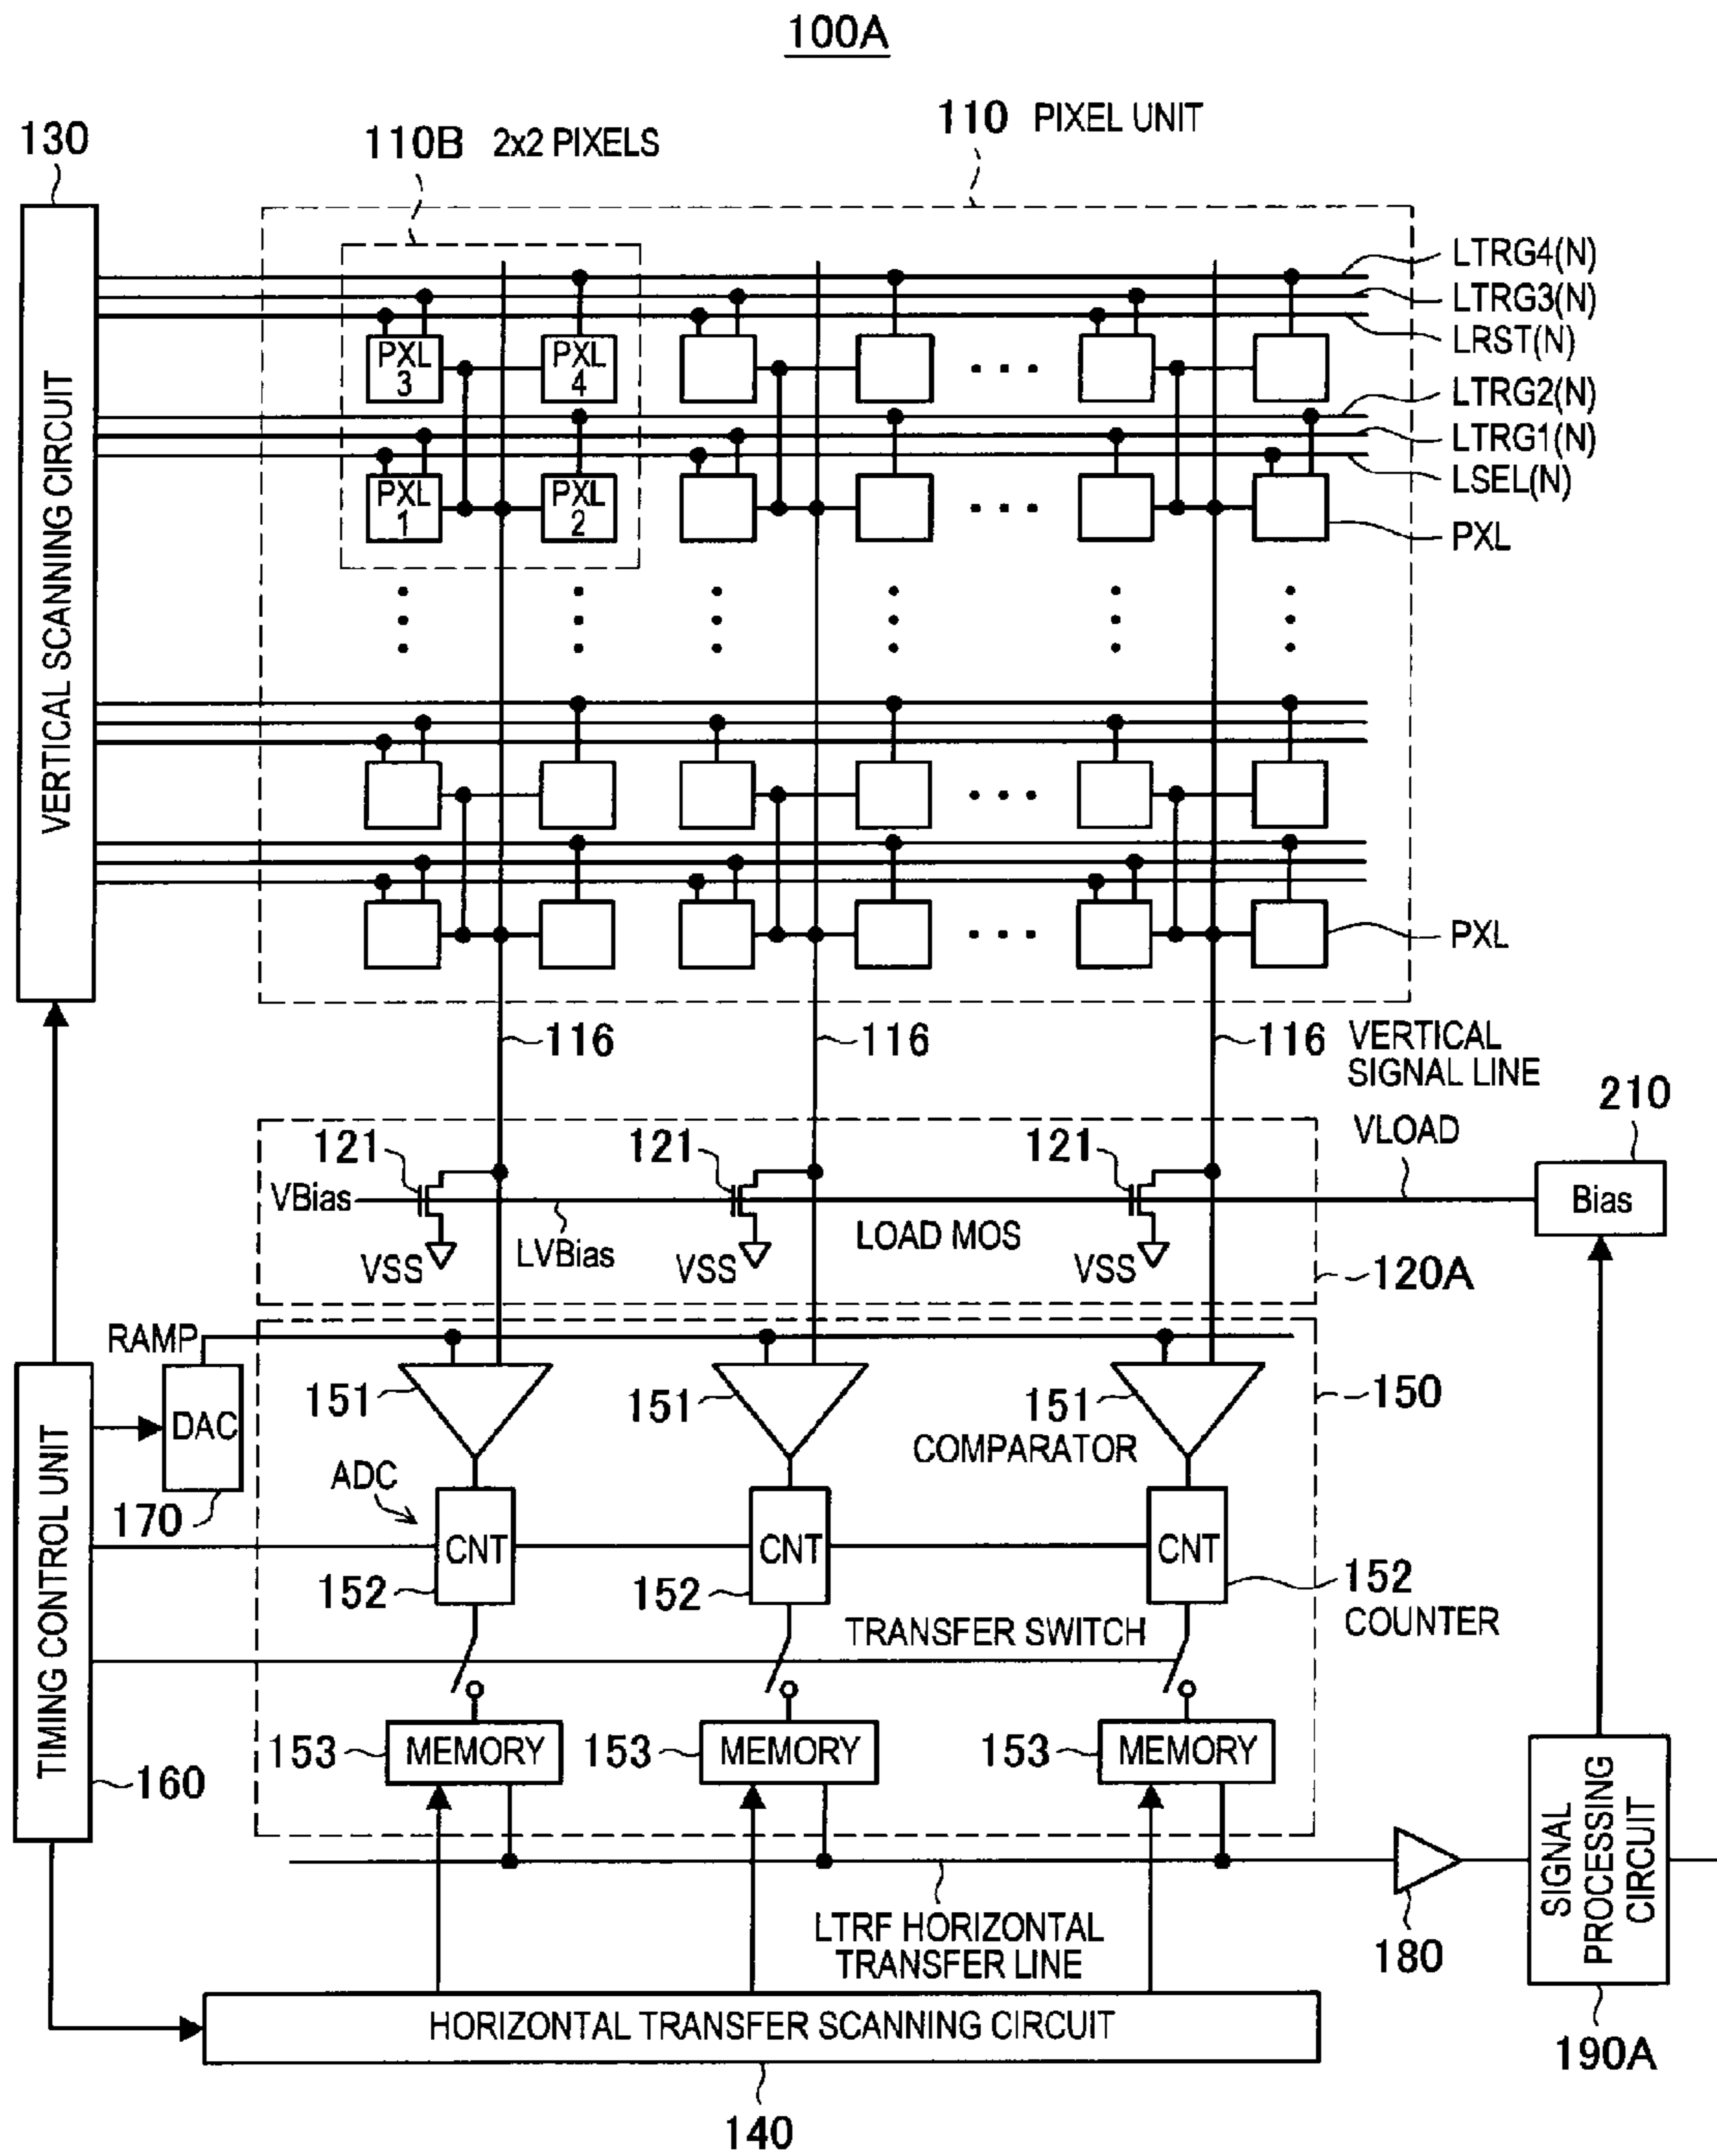 100A
130
110B 2x2 PIXELS
110 PIXEL UNIT
LTRG4(N)
LTRG3(N)
LRST(N)
PXL 3
PXL 4
LTRG2(N)
LTRG1(N)
LSEL(N)
PXL 1
PXL 2
PXL
VERTICAL SCANNING CIRCUIT
PXL
116
116
116
VERTICAL
SIGNAL LINE
210
VLOAD
121
121
121
VBias
Bias
LVBias
LOAD MOS
VSS
VSS
VSS
120A
RAMP
151
151
151
150
DAC
COMPARATOR
ADC
170
CNT
CNT
CNT
152
152
152
COUNTER
TRANSFER SWITCH
TIMING CONTROL UNIT
153
MEMORY
153
MEMORY
153
MEMORY
160
SIGNAL
PROCESSING
CIRCUIT
LTRF HORIZONTAL
TRANSFER LINE
180
HORIZONTAL TRANSFER SCANNING CIRCUIT
190A
140